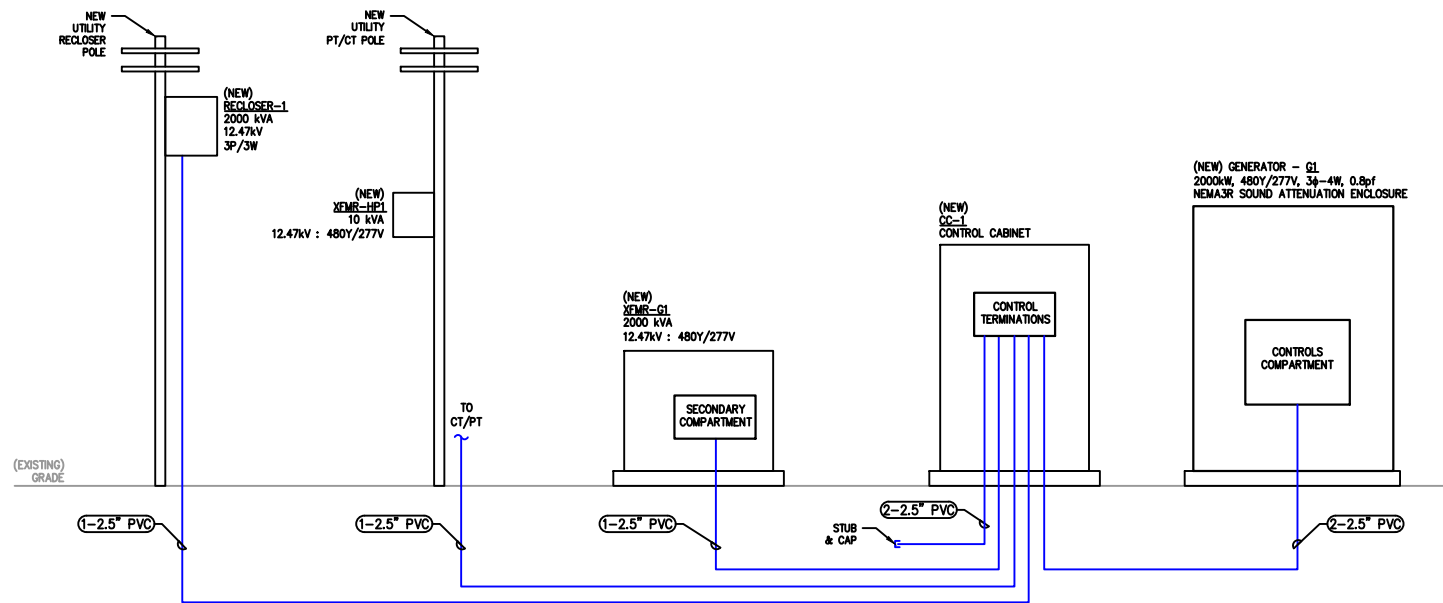 NEW
UTILITY
RECLOSER
POLE
(NEW)
RECLOSER-1
2000 kVA
12.47kV
3P/3W
NEW
UTILITY
PT/CT POLE
(NEW)
XFMR-HP1
10 kVA
12.47kV : 480Y/277V
TO
CT/PT
(NEW)
XFMR-G1
2000 kVA
12.47kV : 480Y/277V
SECONDARY
COMPARTMENT
(NEW)
CC-1
CONTROL CABINET
CONTROL
TERMINATIONS
(NEW) GENERATOR - G1
2000kW, 480Y/277V, 3ϕ-4W, 0.8pf
NEMA3R SOUND ATTENUATION ENCLOSURE
CONTROLS
COMPARTMENT
(EXISTING)
GRADE
1-2.5" PVC
1-2.5" PVC
1-2.5" PVC
2-2.5" PVC
STUB
& CAP
2-2.5" PVC